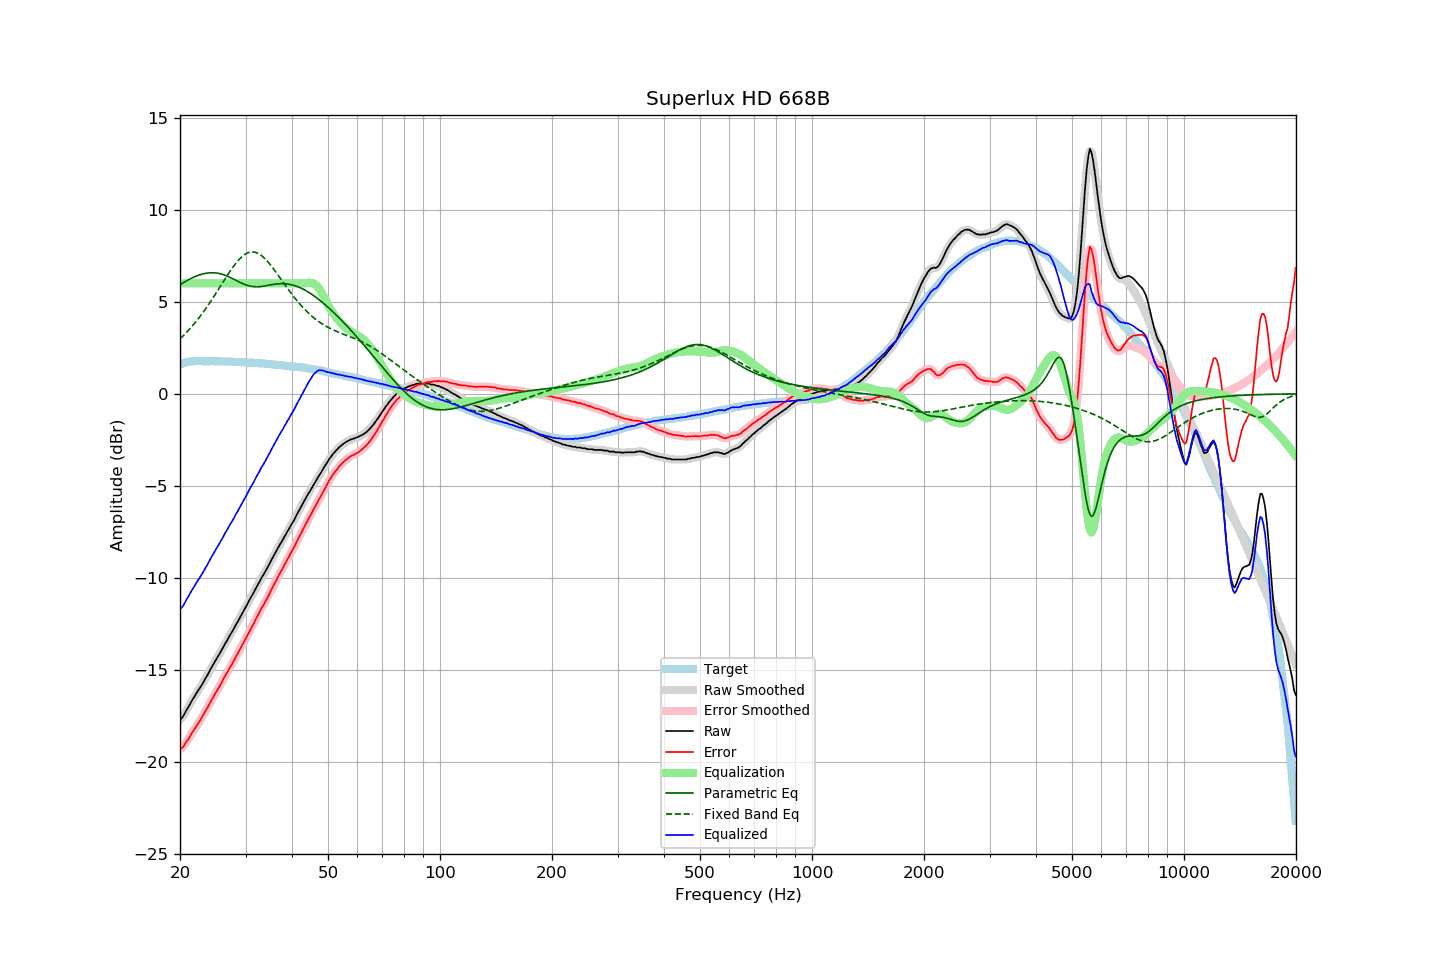 Superlux HD 668B
Amplitude (dBr)
15
10
5
0
−5
−10
−15
−20
−25
Target
Raw Smoothed
Error Smoothed
Raw
Error
Equalization
Parametric Eq
Fixed Band Eq
Equalized
20 50 100 200 500 1000 2000 5000 10000 20000
Frequency (Hz)